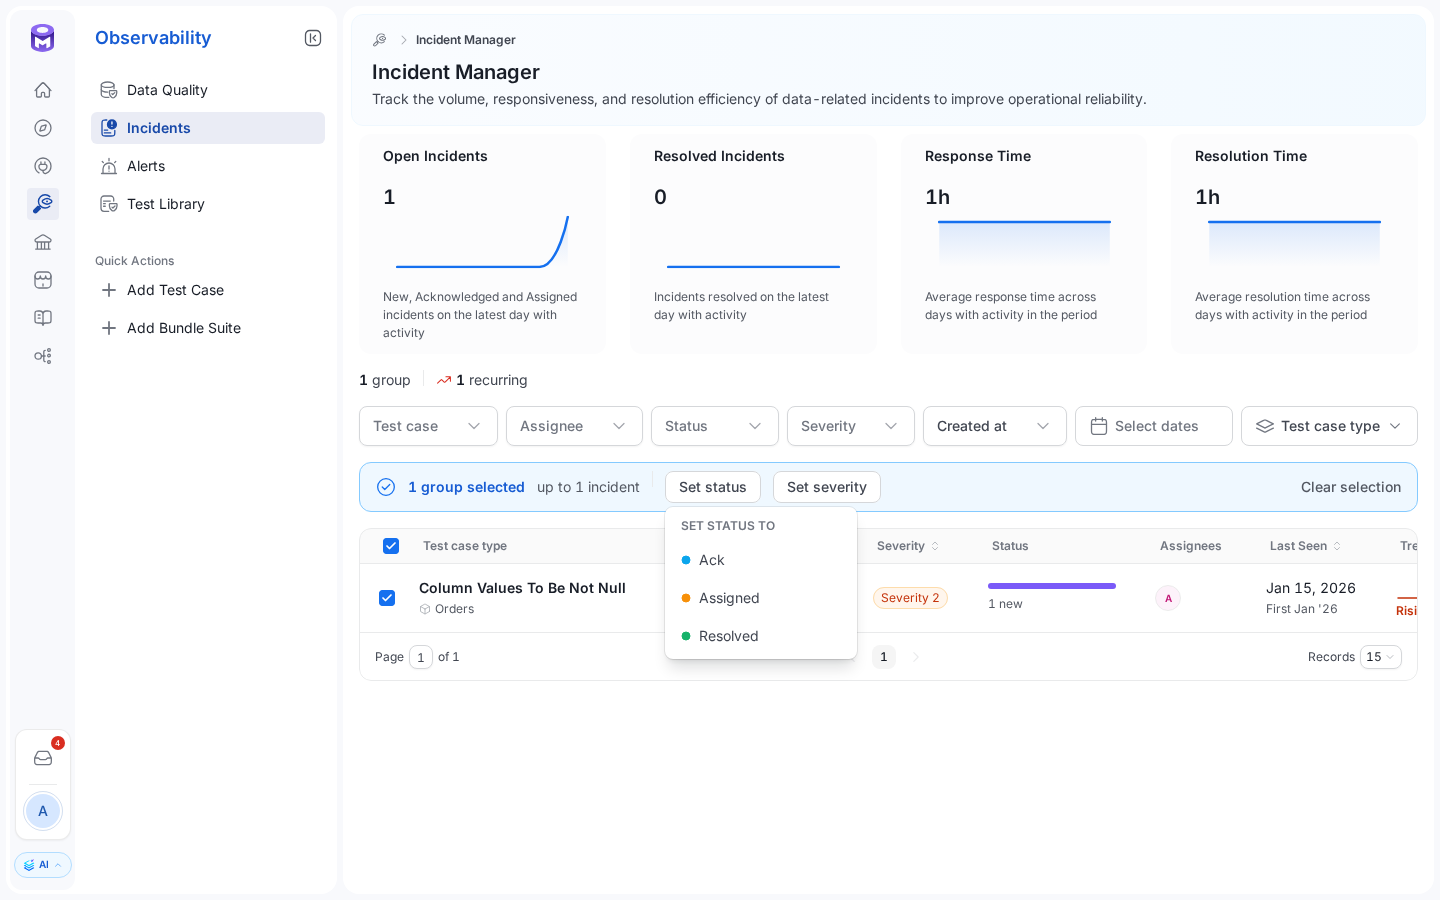 Observability
Data Quality
Incidents
Alerts
Test Library
Quick Actions
Add Test Case
Add Bundle Suite
4
A
AI
Incident Manager
Incident Manager
Track the volume, responsiveness, and resolution efficiency of data-related incidents to improve operational reliability.
Open Incidents
1
New, Acknowledged and Assigned
incidents on the latest day with
activity
Resolved Incidents
0
Incidents resolved on the latest
day with activity
Response Time
1h
Average response time across
days with activity in the period
Resolution Time
1h
Average resolution time across
days with activity in the period
1 group
1 recurring
Test case
Assignee
Status
Severity
Created at
Select dates
Test case type
1 group selected up to 1 incident
Set status
Set severity
Clear selection
SET STATUS TO
Ack
Assigned
Resolved
Test case type
Severity
Status
Assignees
Last Seen
Tre
Column Values To Be Not Null
Orders
Severity 2
1 new
A
Jan 15, 2026
First Jan '26
Risi
Page 1 of 1
1
Records 15